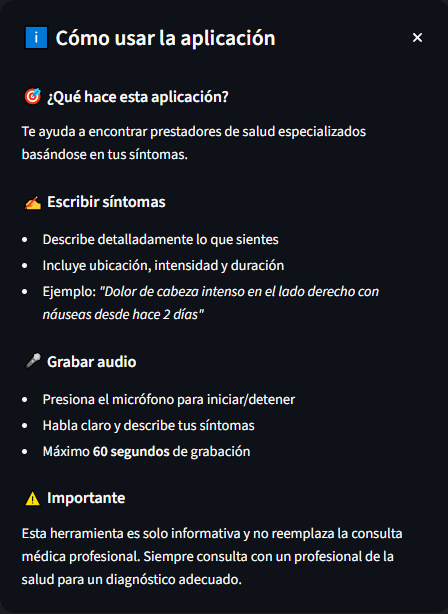 ℹ️ Cómo usar la aplicación
🎯 ¿Qué hace esta aplicación?
Te ayuda a encontrar prestadores de salud especializados
basándose en tus síntomas.
✍️ Escribir síntomas
• Describe detalladamente lo que sientes
• Incluye ubicación, intensidad y duración
• Ejemplo: "Dolor de cabeza intenso en el lado derecho con
náuseas desde hace 2 días"
🎤 Grabar audio
• Presiona el micrófono para iniciar/detener
• Habla claro y describe tus síntomas
• Máximo 60 segundos de grabación
⚠️ Importante
Esta herramienta es solo informativa y no reemplaza la consulta
médica profesional. Siempre consulta con un profesional de la
salud para un diagnóstico adecuado.